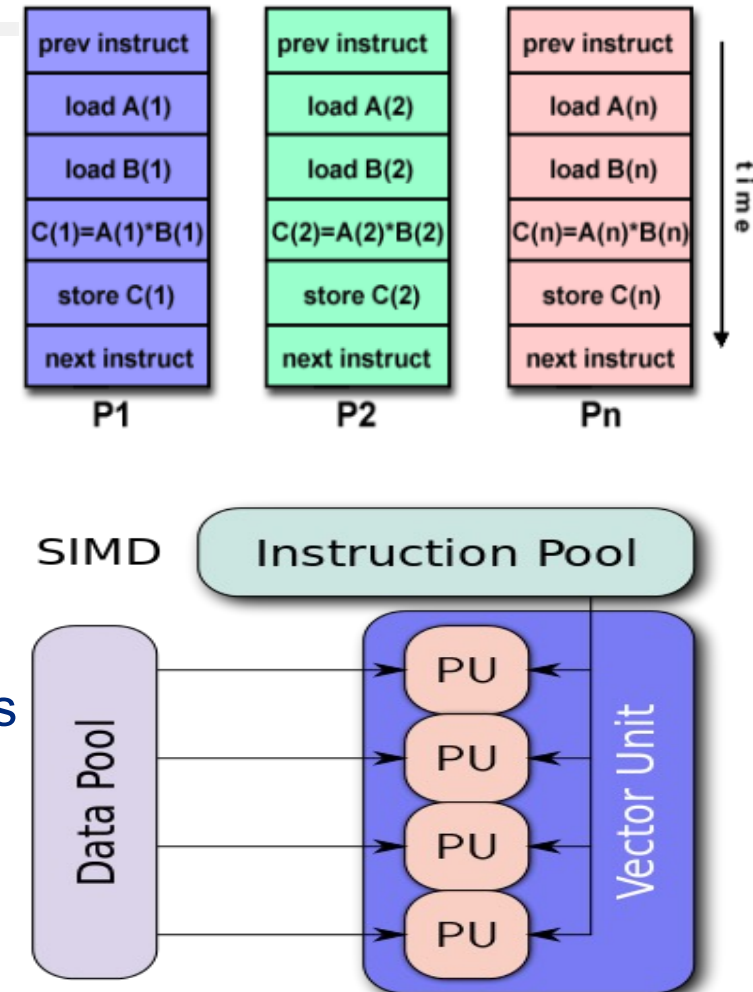 prev instruct
load A(1)
load B(1)
C(1)=A(1)*B(1)
store C(1)
next instruct
P1
prev instruct
load A(2)
load B(2)
C(2)=A(2)*B(2)
store C(2)
next instruct
P2
prev instruct
load A(n)
load B(n)
C(n)=A(n)*B(n)
store C(n)
next instruct
Pn
time
SIMD
Instruction Pool
s
Data Pool
PU
PU
PU
PU
Vector Unit